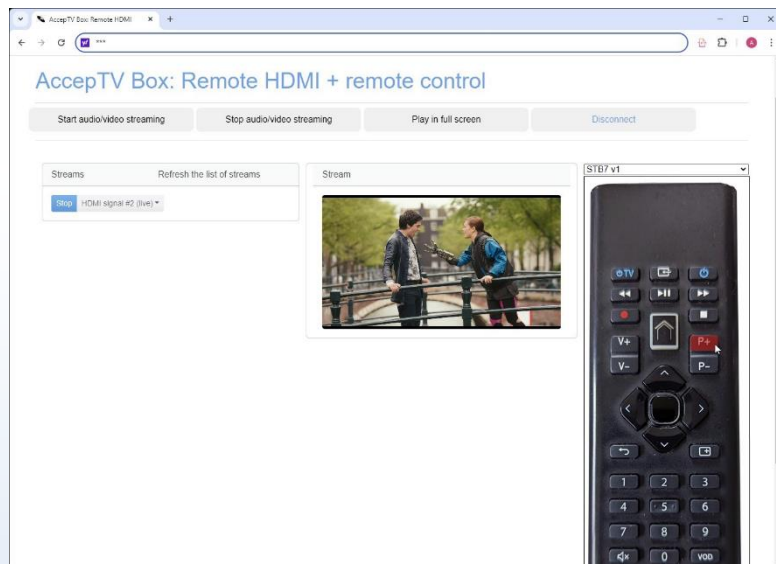 AccepTV Box: Remote HDMI
AccepTV Box: Remote HDMI + remote control
Start audio/video streaming
Stop audio/video streaming
Play in full screen
Disconnect
Streams
Refresh the list of streams
Stop
HDMI signal #2 (live)
Stream
STB7 v1
TV
V+
P+
V-
P-
1 2 3
4 5 6
7 8 9
0 VOD